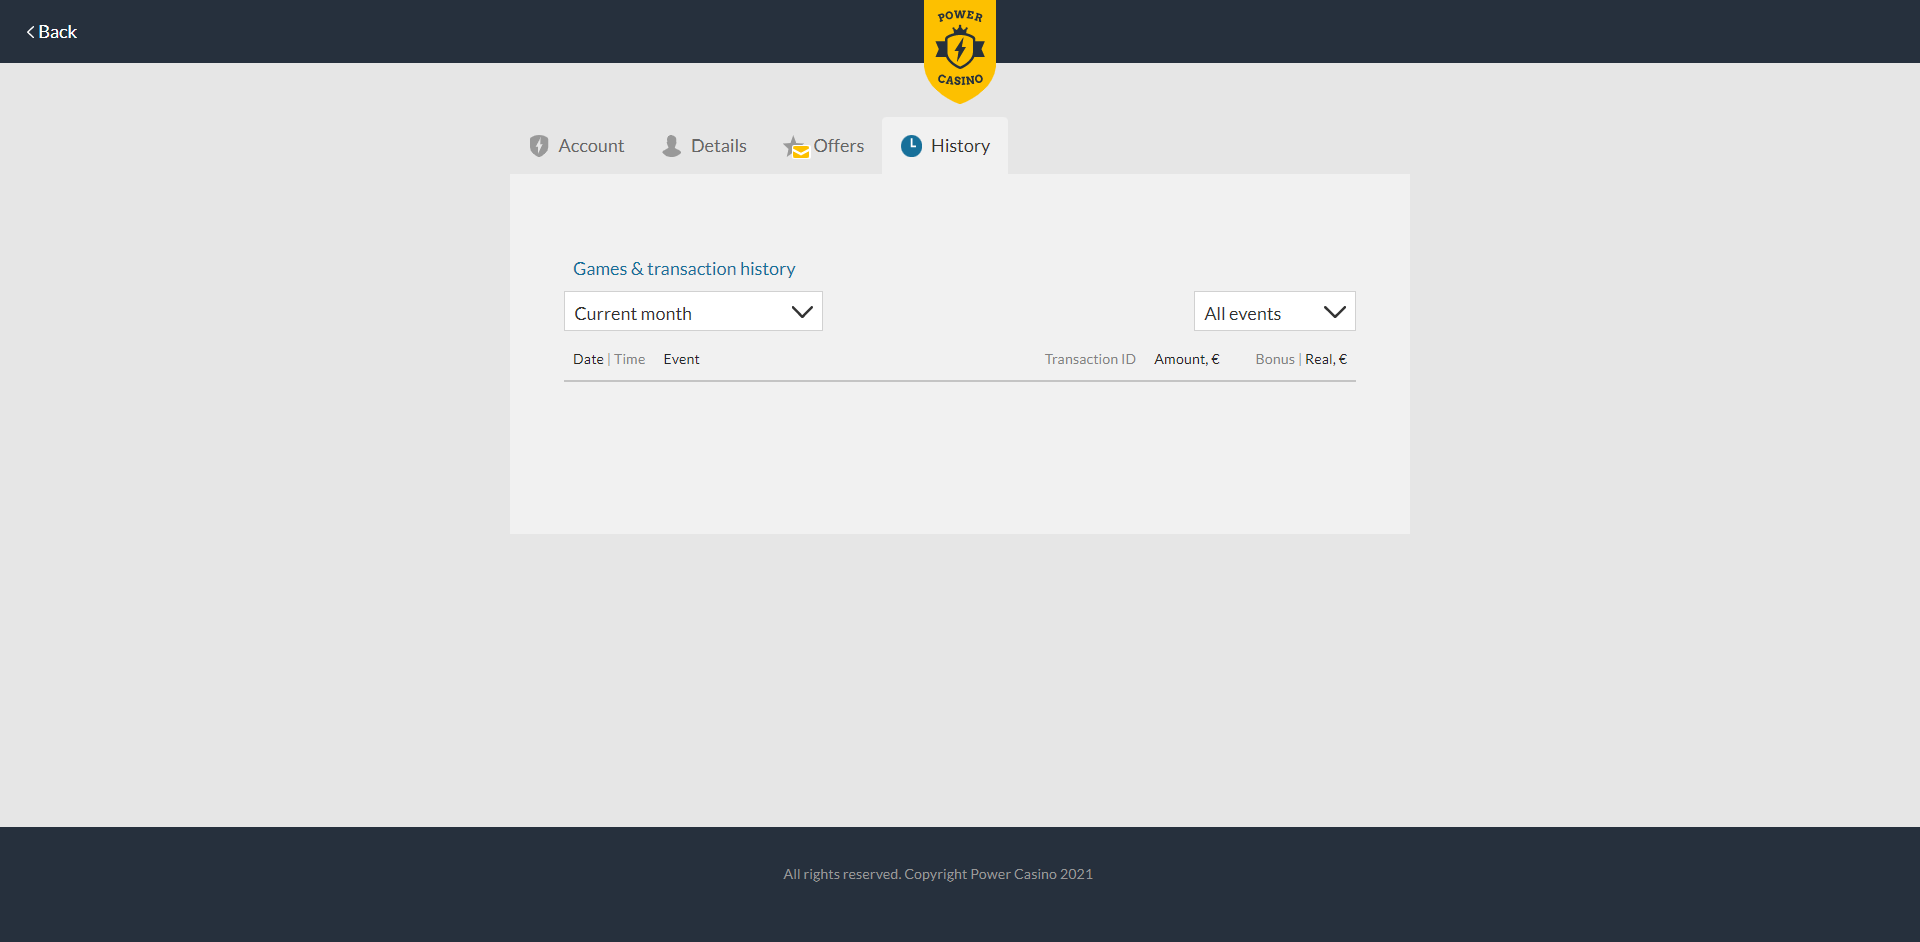 Back
POWER
CASINO
Account
Details
Offers
History
Games & transaction history
Current month
All events
Date | Time Event Transaction ID Amount, € Bonus | Real, €
All rights reserved. Copyright Power Casino 2021